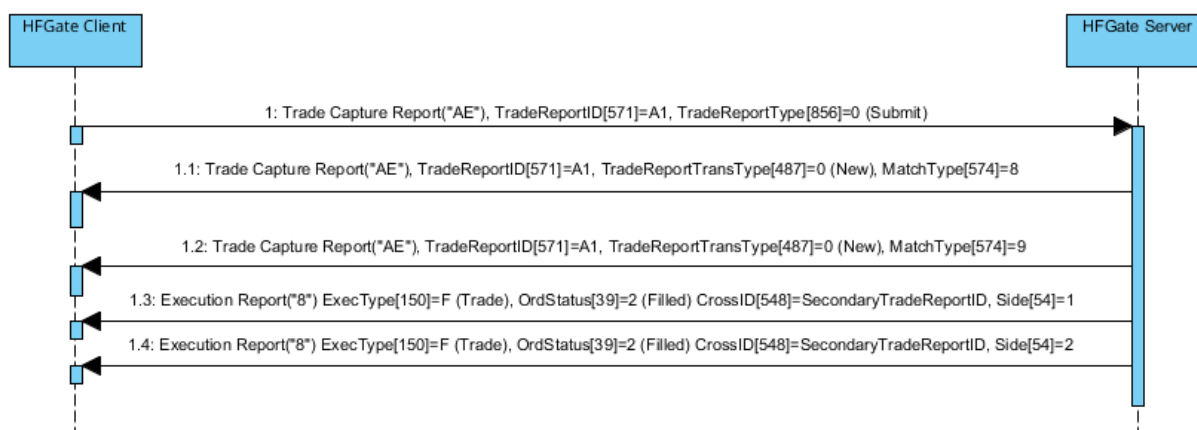 HFGate Client
HFGate Server
1: Trade Capture Report("AE"), TradeReportID[571]=A1, TradeReportType[856]=0 (Submit)
1.1: Trade Capture Report("AE"), TradeReportID[571]=A1, TradeReportTransType[487]=0 (New), MatchType[574]=8
1.2: Trade Capture Report("AE"), TradeReportID[571]=A1, TradeReportTransType[487]=0 (New), MatchType[574]=9
1.3: Execution Report("8") ExecType[150]=F (Trade), OrdStatus[39]=2 (Filled) CrossID[548]=SecondaryTradeReportID, Side[54]=1
1.4: Execution Report("8") ExecType[150]=F (Trade), OrdStatus[39]=2 (Filled) CrossID[548]=SecondaryTradeReportID, Side[54]=2